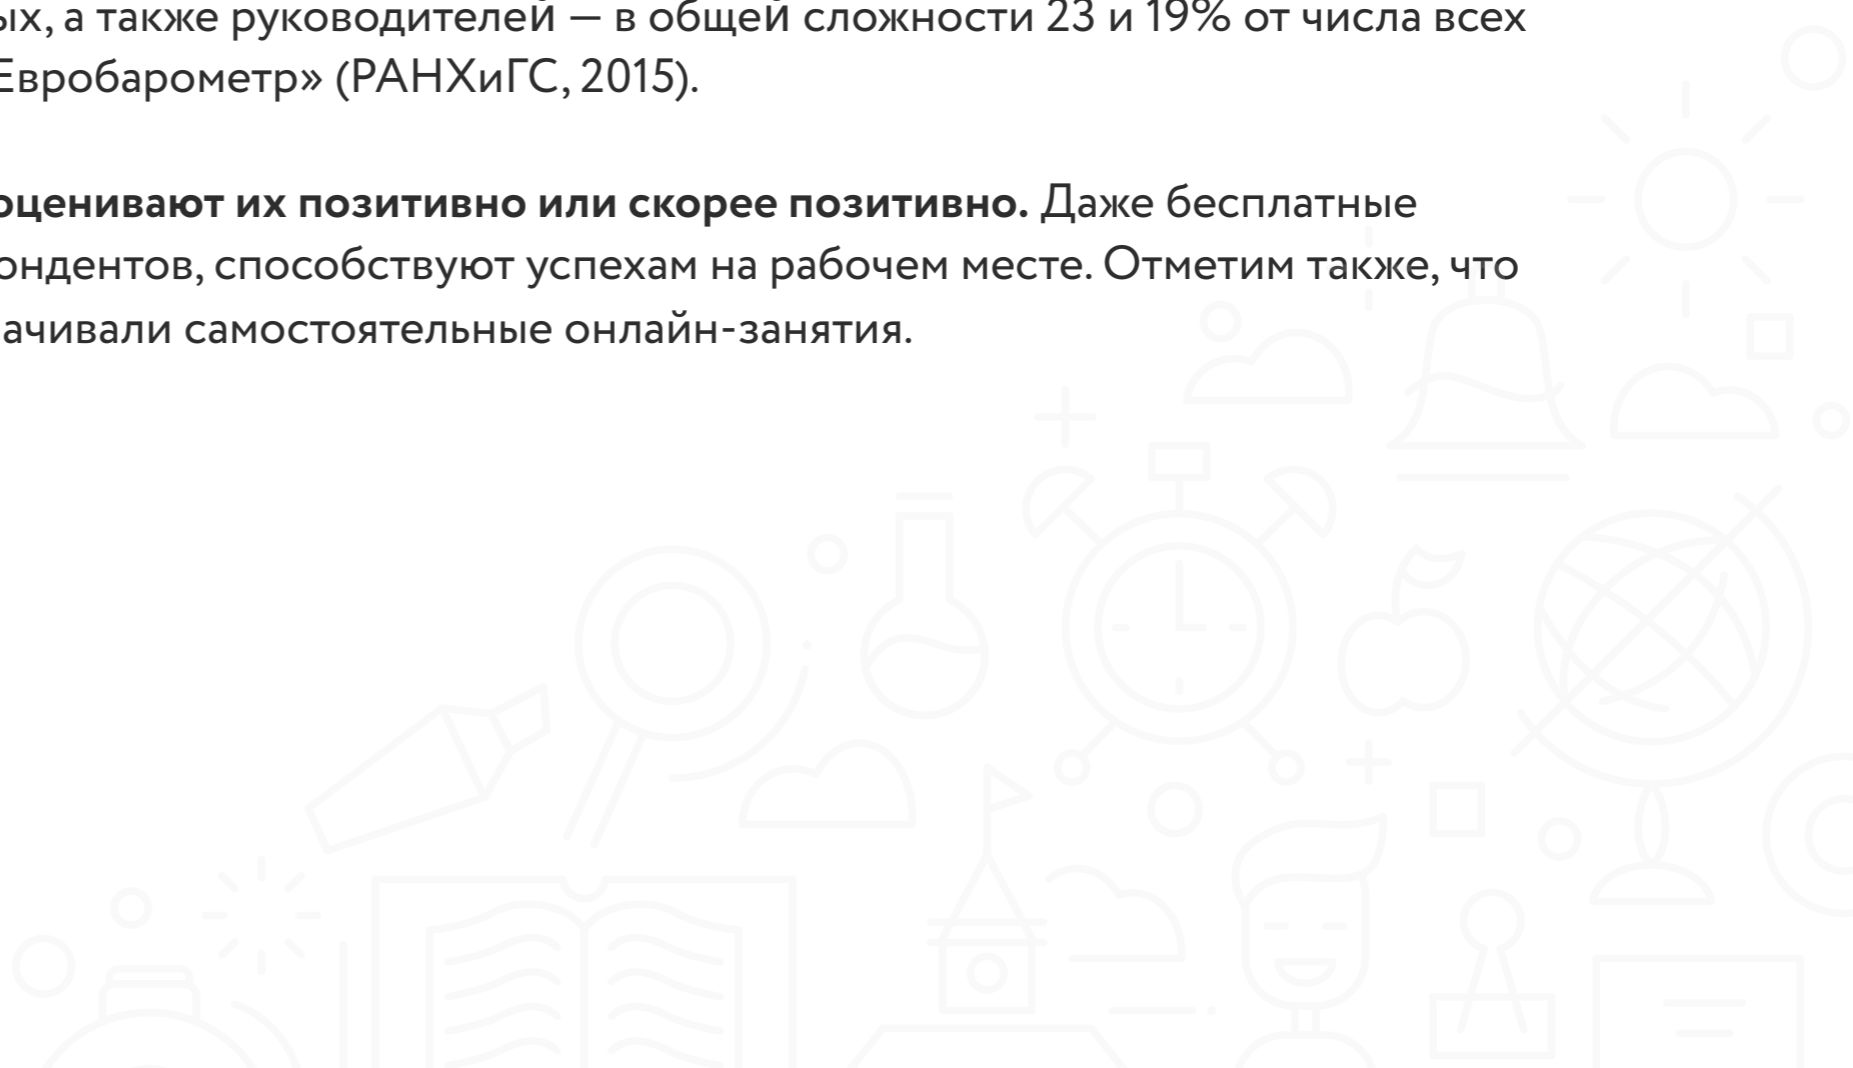 ых, а также руководителей — в общей сложности 23 и 19% от числа всех
Евробарометр» (РАНХиГС, 2015).
оценивают их позитивно или скорее позитивно. Даже бесплатные
ондентов, способствуют успехам на рабочем месте. Отметим также, что
ачивали самостоятельные онлайн-занятия.